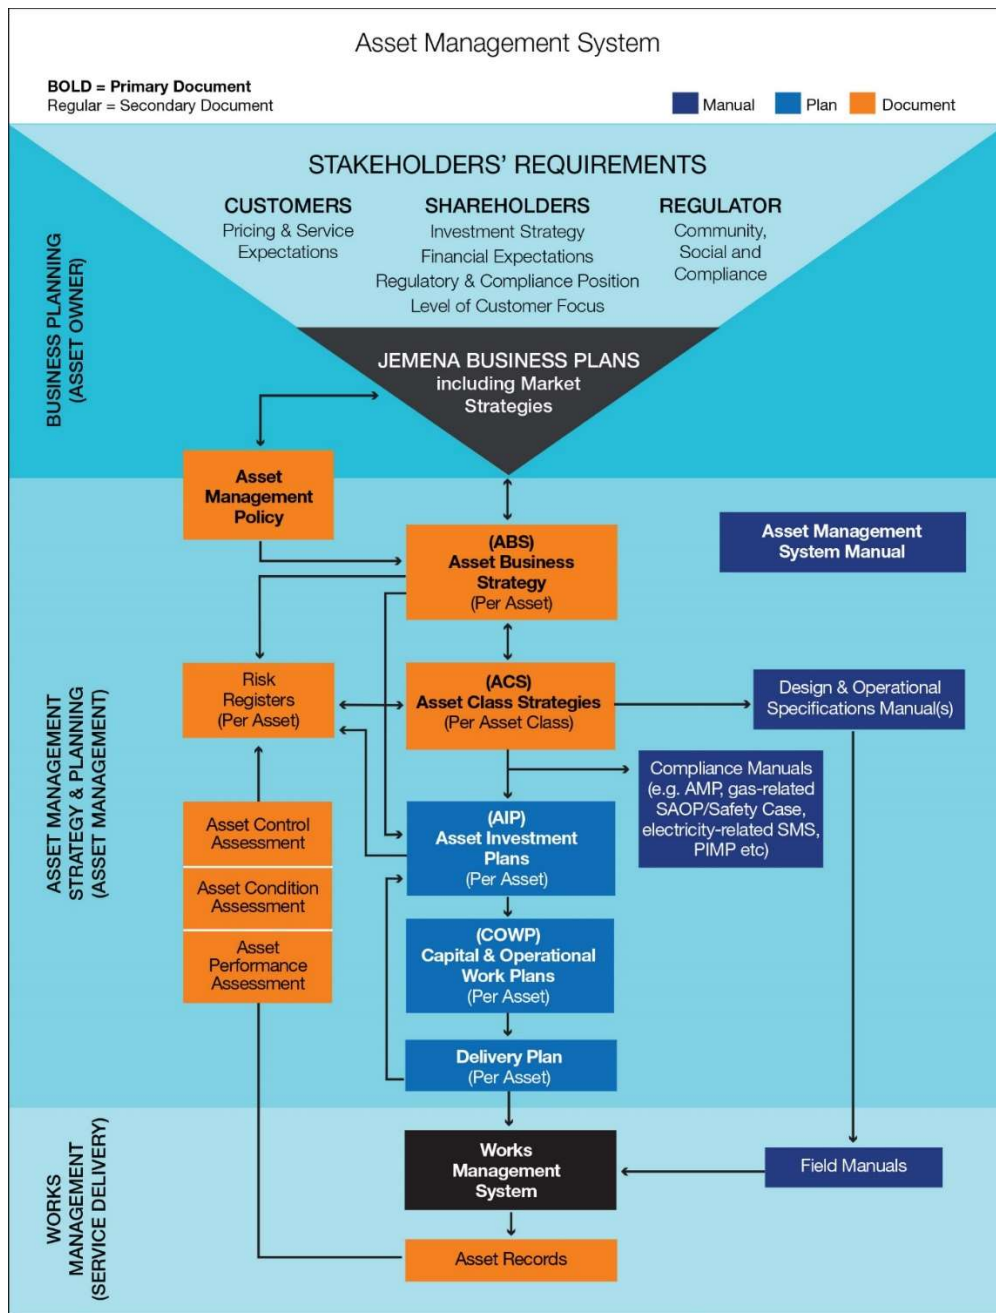 Asset Management System
BOLD = Primary Document
Regular = Secondary Document
Manual
Plan
Document
STAKEHOLDERS' REQUIREMENTS
CUSTOMERS
Pricing & Service
Expectations
SHAREHOLDERS
Investment Strategy
Financial Expectations
Regulatory & Compliance Position
Level of Customer Focus
REGULATOR
Community,
Social and
Compliance
BUSINESS PLANNING
(ASSET OWNER)
JEMENA BUSINESS PLANS
including Market
Strategies
Asset
Management
Policy
(ABS)
Asset Business
Strategy
(Per Asset)
Asset Management
System Manual
ASSET MANAGEMENT
STRATEGY & PLANNING
(ASSET MANAGEMENT)
Risk
Registers
(Per Asset)
(ACS)
Asset Class Strategies
(Per Asset Class)
Design & Operational
Specifications Manual(s)
Compliance Manuals
(e.g. AMP, gas-related
SAOP/Safety Case,
electricity-related SMS,
PIMP etc)
Asset Control
Assessment
Asset Condition
Assessment
Asset
Performance
Assessment
(AIP)
Asset Investment
Plans
(Per Asset)
(COWP)
Capital & Operational
Work Plans
(Per Asset)
Delivery Plan
(Per Asset)
WORKS
MANAGEMENT
(SERVICE DELIVERY)
Works
Management
System
Field Manuals
Asset Records